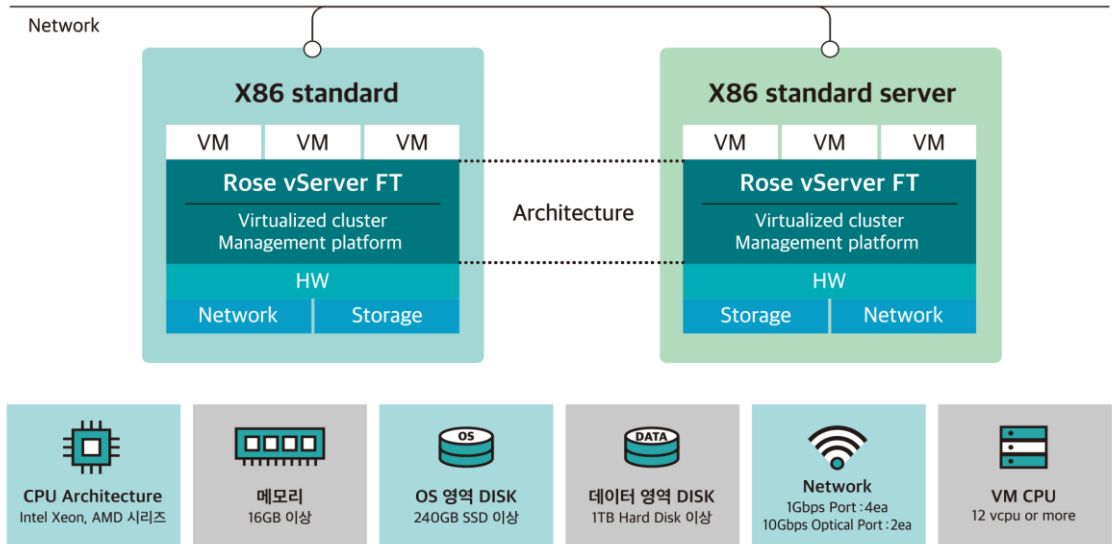 Network
X86 standard
VM VM VM
Rose vServer FT
Virtualized cluster
Management platform
HW
Network Storage
Architecture
X86 standard server
VM VM VM
Rose vServer FT
Virtualized cluster
Management platform
HW
Storage Network
CPU Architecture
Intel Xeon, AMD 시리즈
메모리
16GB 이상
OS
OS 영역 DISK
240GB SSD 이상
DATA
데이터 영역 DISK
1TB Hard Disk 이상
Network
1Gbps Port : 4ea
10Gbps Optical Port : 2ea
VM CPU
12 vcpu or more